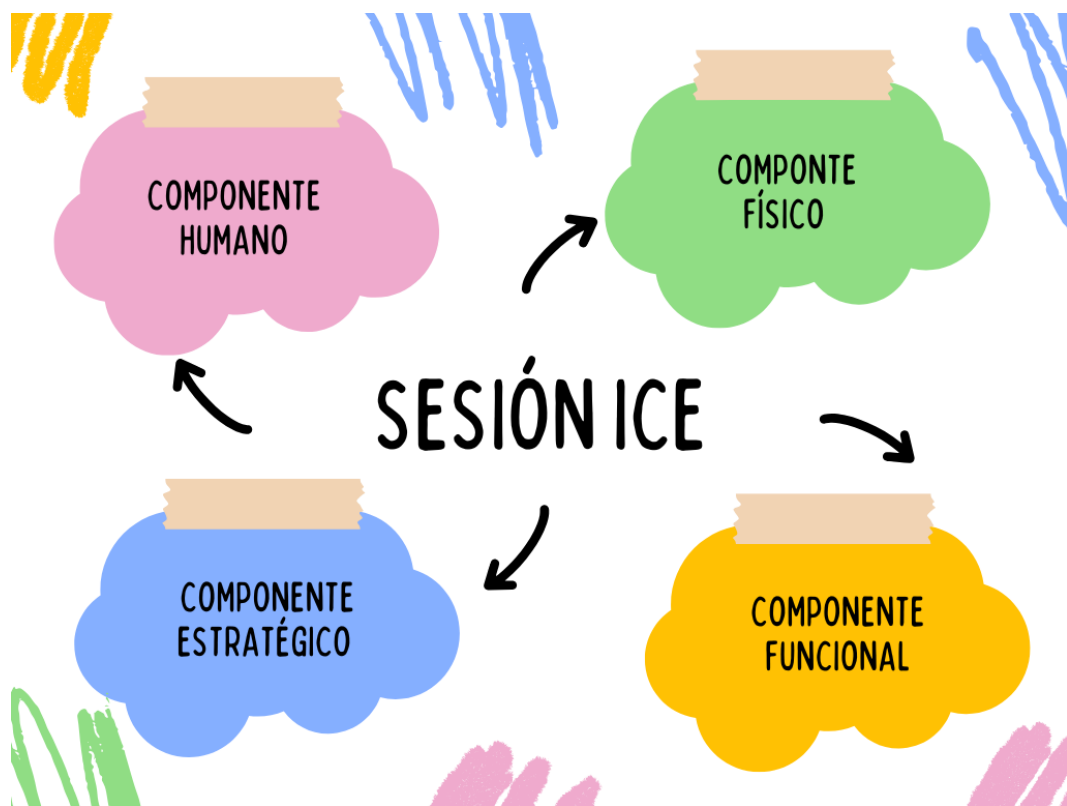 COMPONENTE
HUMANO
COMPONTE
FÍSICO
SESIÓN ICE
COMPONENTE
ESTRATÉGICO
COMPONENTE
FUNCIONAL